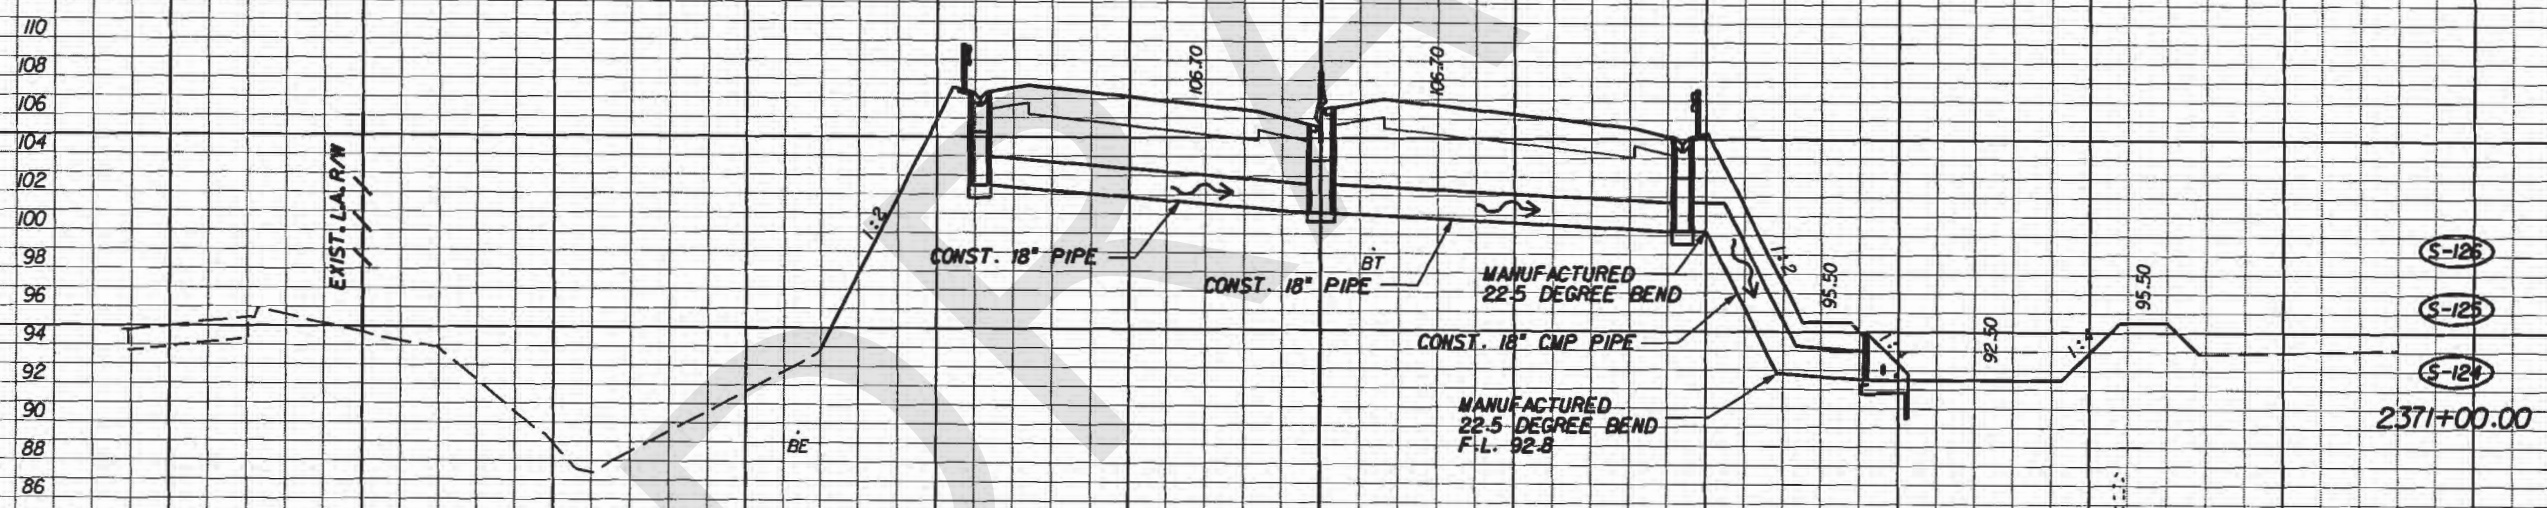 110
108
106
104
102
100
98
96
94
92
90
88
86
EXIST. L.A. R/W
1:2
106.70
106.70
CONST. 18" PIPE
BT
CONST. 18" PIPE
MANUFACTURED
22.5 DEGREE BEND
1:2
95.50
95.50
CONST. 18" CMP PIPE
92.50
MANUFACTURED
22.5 DEGREE BEND
F.L. 92.8
BE
S-126
S-125
S-124
2371+00.00